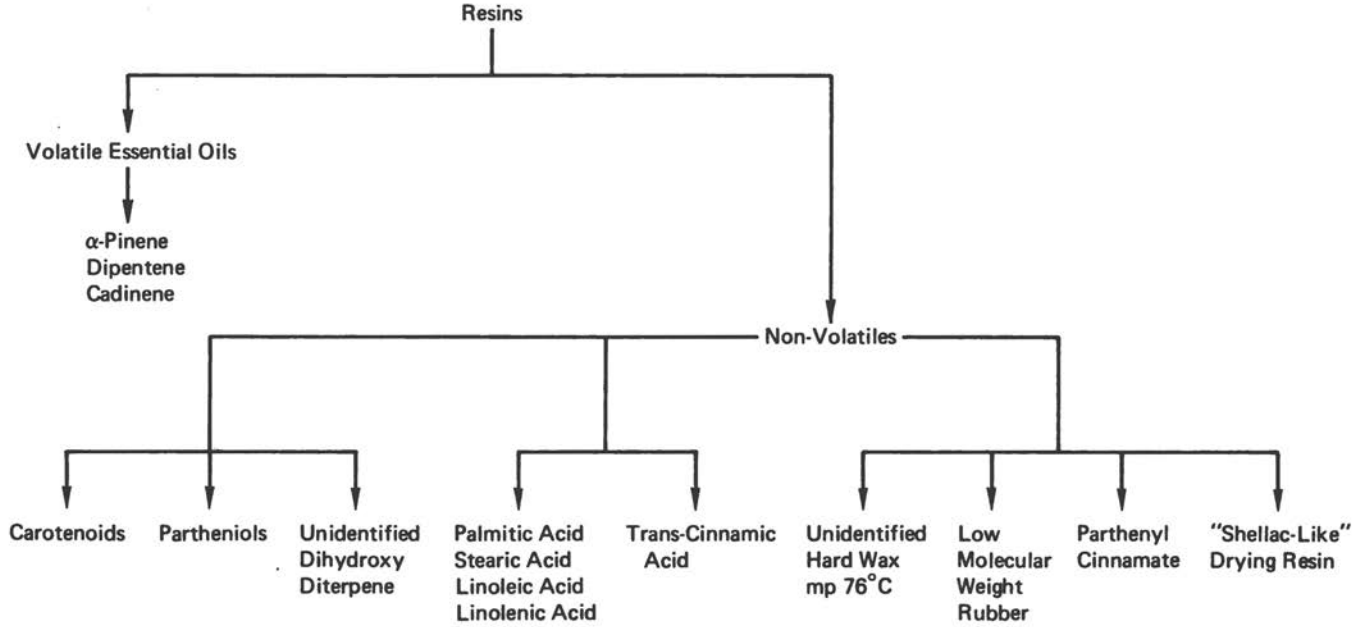 Resins
Volatile Essential Oils
α-Pinene
Dipentene
Cadinene
Non-Volatiles
Carotenoids
Partheniols
Unidentified
Dihydroxy
Diterpene
Palmitic Acid
Stearic Acid
Linoleic Acid
Linolenic Acid
Trans-Cinnamic
Acid
Unidentified
Hard Wax
mp 76°C
Low
Molecular
Weight
Rubber
Parthenyl
Cinnamate
"Shellac-Like"
Drying Resin